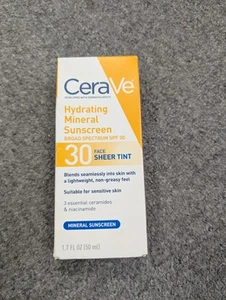 CeraVe
Hydrating
Mineral
Sunscreen
BROAD SPECTRUM SPF 30
30 FACE
SHEER TINT
Blends seamlessly into skin with
a lightweight, non-greasy feel
Suitable for sensitive skin
3 essential ceramides
& niacinamide
MINERAL SUNSCREEN
1.7 FL OZ (50 ml)